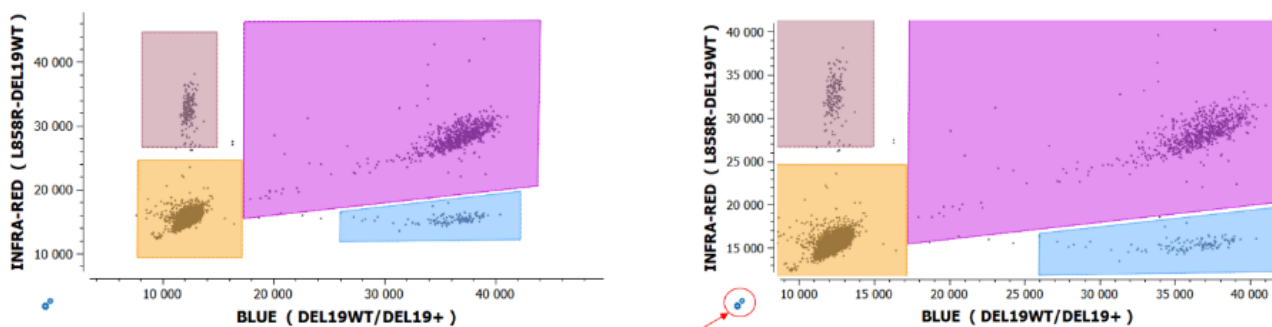 INFRA-RED ( L858R-DEL19WT)
40 000
30 000
20 000
10 000
10 000 20 000 30 000 40 000
BLUE ( DEL19WT/DEL19+ )
INFRA-RED ( L858R-DEL19WT)
40 000
35 000
30 000
25 000
20 000
15 000
10 000 15 000 20 000 25 000 30 000 35 000 40 000
BLUE ( DEL19WT/DEL19+ )